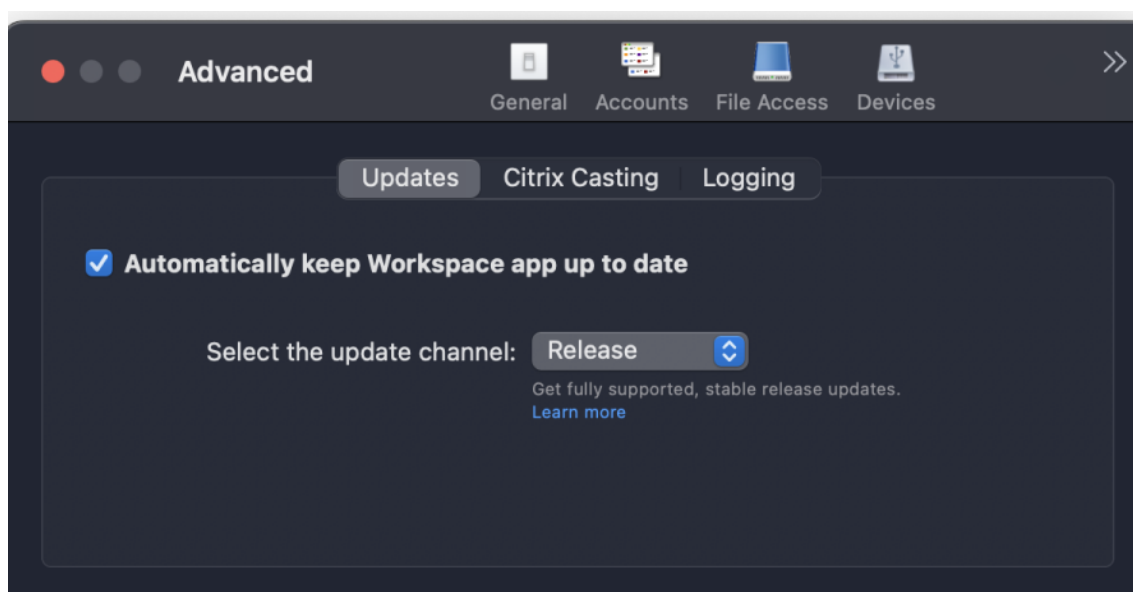 Advanced
General Accounts File Access Devices
Updates Citrix Casting Logging
Automatically keep Workspace app up to date
Select the update channel: Release
Get fully supported, stable release updates.
Learn more